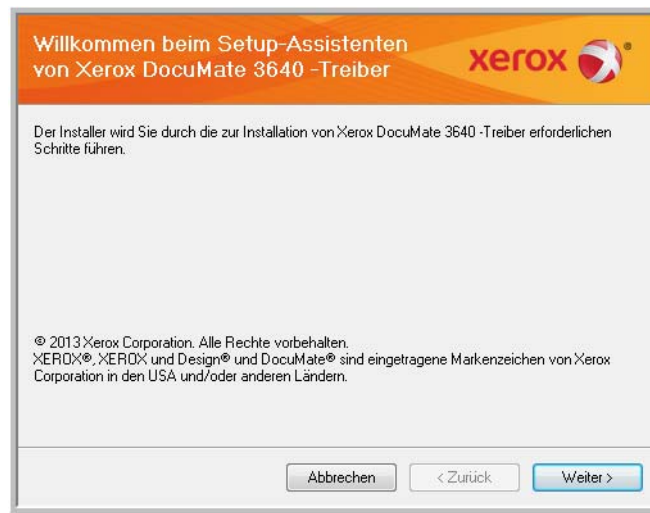 Willkommen beim Setup-Assistenten
von Xerox DocuMate 3640 -Treiber
xerox
Der Installer wird Sie durch die zur Installation von Xerox DocuMate 3640 -Treiber erforderlichen
Schritte führen.
© 2013 Xerox Corporation. Alle Rechte vorbehalten.
XEROX®, XEROX und Design® und DocuMate® sind eingetragene Markenzeichen von Xerox
Corporation in den USA und/oder anderen Ländern.
Abbrechen
< Zurück
Weiter >